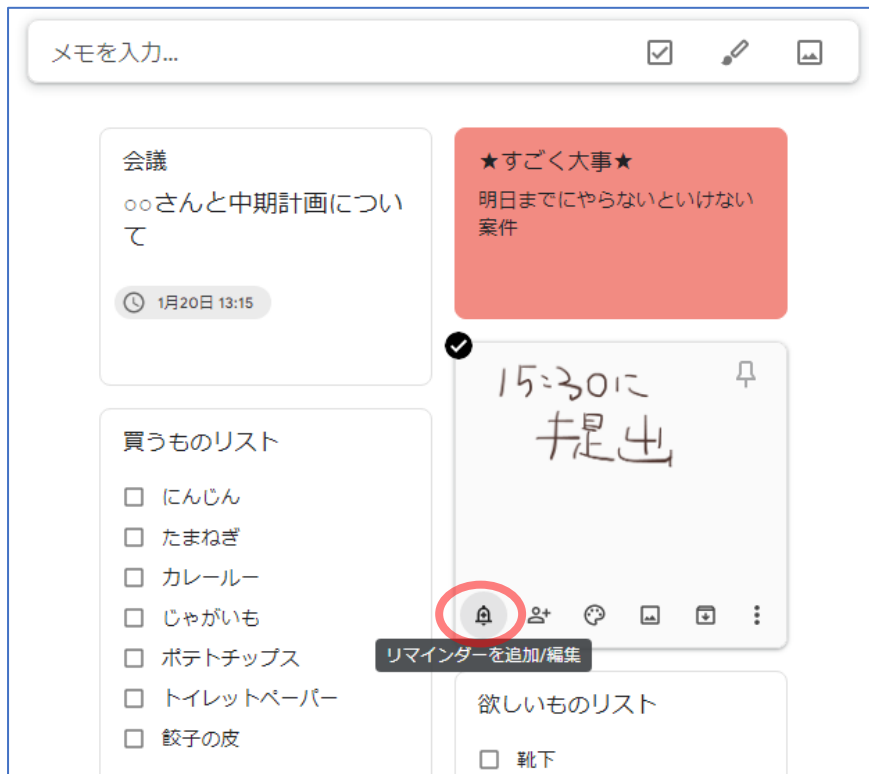 メモを入力...
会議
○○さんと中期計画につい
て
1月20日 13:15
★すごく大事★
明日までにやらないといけない
案件
15:30に
提出
買うものリスト
にんじん
たまねぎ
カレールー
じゃがいも
ポテトチップス
トイレットペーパー
餃子の皮
リマインダーを追加/編集
欲しいものリスト
靴下